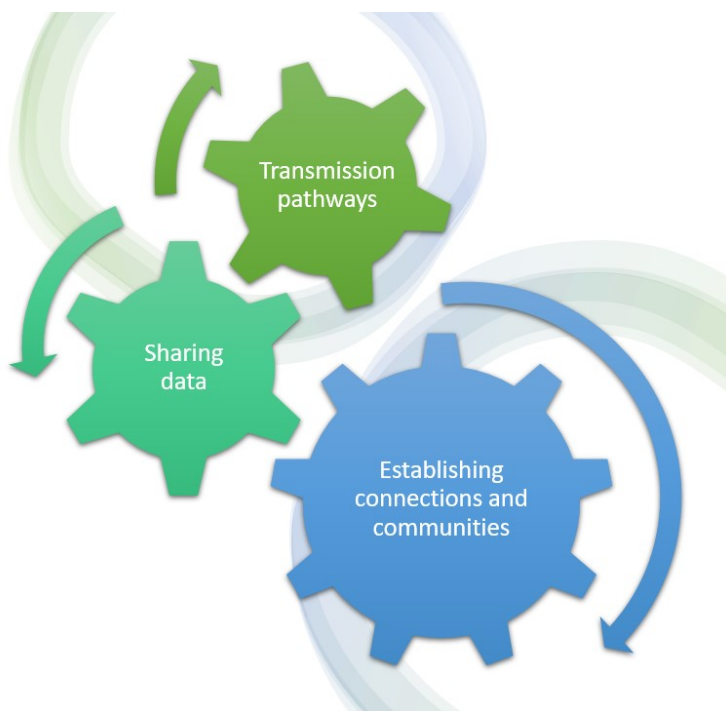 Transmission
pathways
Sharing
data
Establishing
connections and
communities